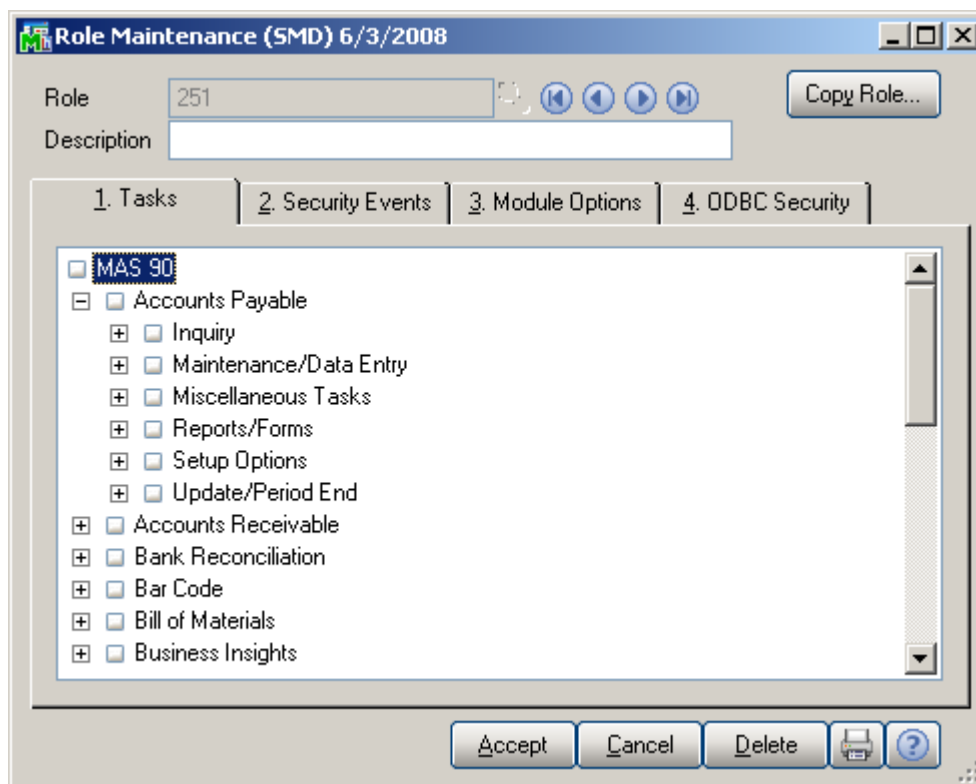 Role Maintenance (SMD) 6/3/2008
Role 251 Copy Role...
Description
1. Tasks 2. Security Events 3. Module Options 4. ODBC Security
MAS 90
Accounts Payable
Inquiry
Maintenance/Data Entry
Miscellaneous Tasks
Reports/Forms
Setup Options
Update/Period End
Accounts Receivable
Bank Reconciliation
Bar Code
Bill of Materials
Business Insights
Accept Cancel Delete ?